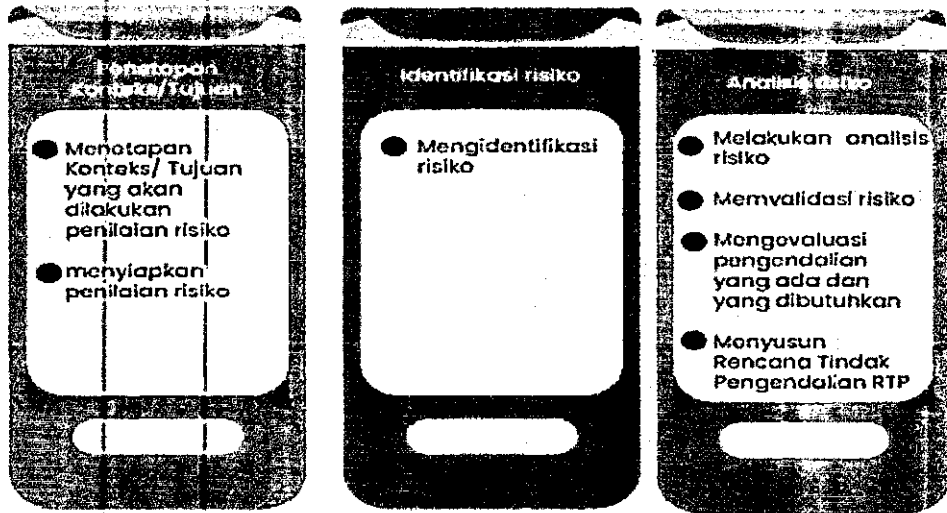 Penetapan
Konteks/Tujuan
Menetapan
Konteks/ Tujuan
yang akan
dilakukan
penilaian risiko
menyiapkan
penilaian risiko
Identifikasi risiko
Mengidentifikasi
risiko
Analisis risiko
Melakukan analisis
risiko
Memvalidasi risiko
Mengevaluasi
pengendalian
yang ada dan
yang dibutuhkan
Menyusun
Rencana Tindak
Pengendalian RTP